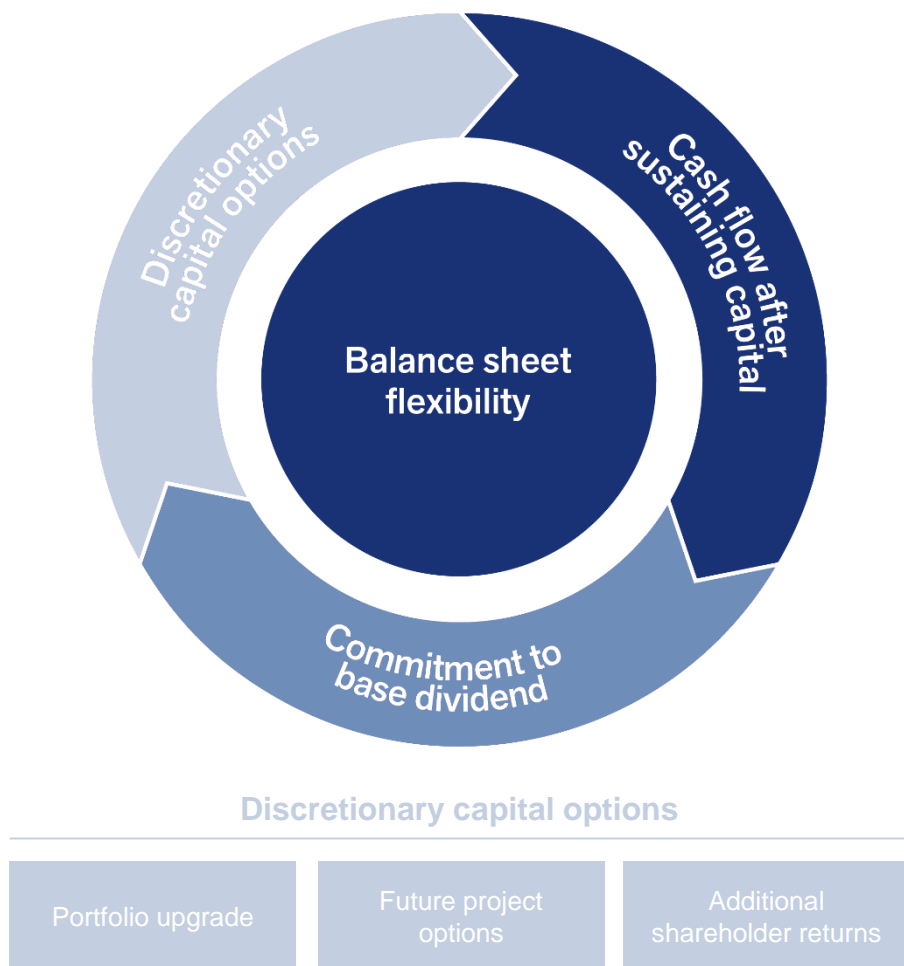 Discretionary
capital options
Cash flow after
sustaining capital
Balance sheet
flexibility
Commitment to
base dividend
Discretionary capital options
Portfolio upgrade
Future project
options
Additional
shareholder returns